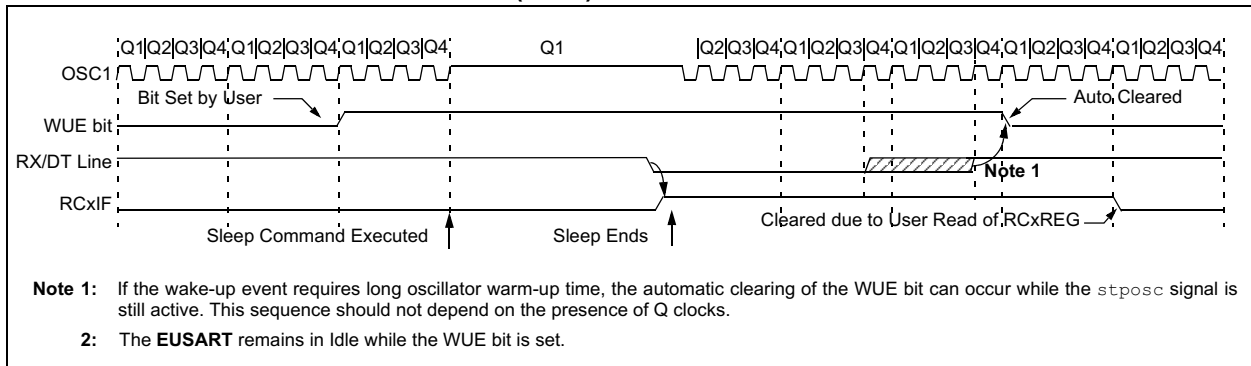 Q1|Q2|Q3|Q4|Q1|Q2|Q3|Q4|Q1|Q2|Q3|Q4 Q1 |Q2|Q3|Q4|Q1|Q2|Q3|Q4|Q1|Q2|Q3|Q4|Q1|Q2|Q3|Q4|Q1|Q2|Q3|Q4
OSC1
Bit Set by User Auto Cleared
WUE bit
RX/DT Line
Note 1
RCxIF
Cleared due to User Read of RCxREG
Sleep Command Executed Sleep Ends
Note 1: If the wake-up event requires long oscillator warm-up time, the automatic clearing of the WUE bit can occur while the stposc signal is
still active. This sequence should not depend on the presence of Q clocks.
2: The EUSART remains in Idle while the WUE bit is set.